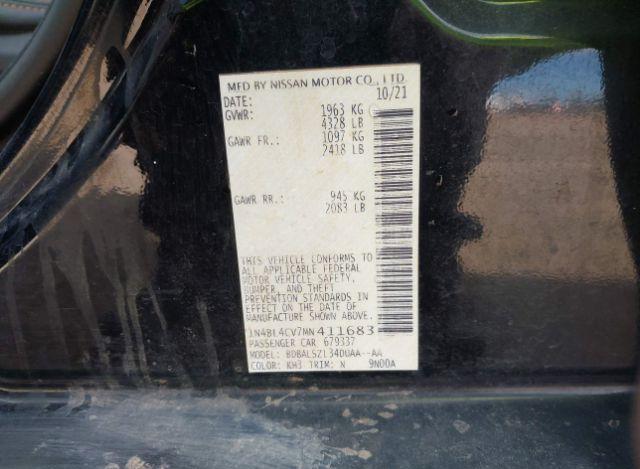 MFD BY NISSAN MOTOR CO., LTD.
DATE: 10/21
GVWR: 1963 KG
4328 LB
GAWR FR.: 1097 KG
2418 LB
GAWR RR.: 945 KG
2083 LB
THIS VEHICLE CONFORMS TO
ALL APPLICABLE FEDERAL
MOTOR VEHICLE SAFETY,
BUMPER, AND THEFT
PREVENTION STANDARDS IN
EFFECT ON THE DATE OF
MANUFACTURE SHOWN ABOVE.
1N4BL4CV7MN411683
PASSENGER CAR 679337
MODEL: BDBALSZL34DUAA--AA
COLOR: KH3 TRIM: N 9N00A